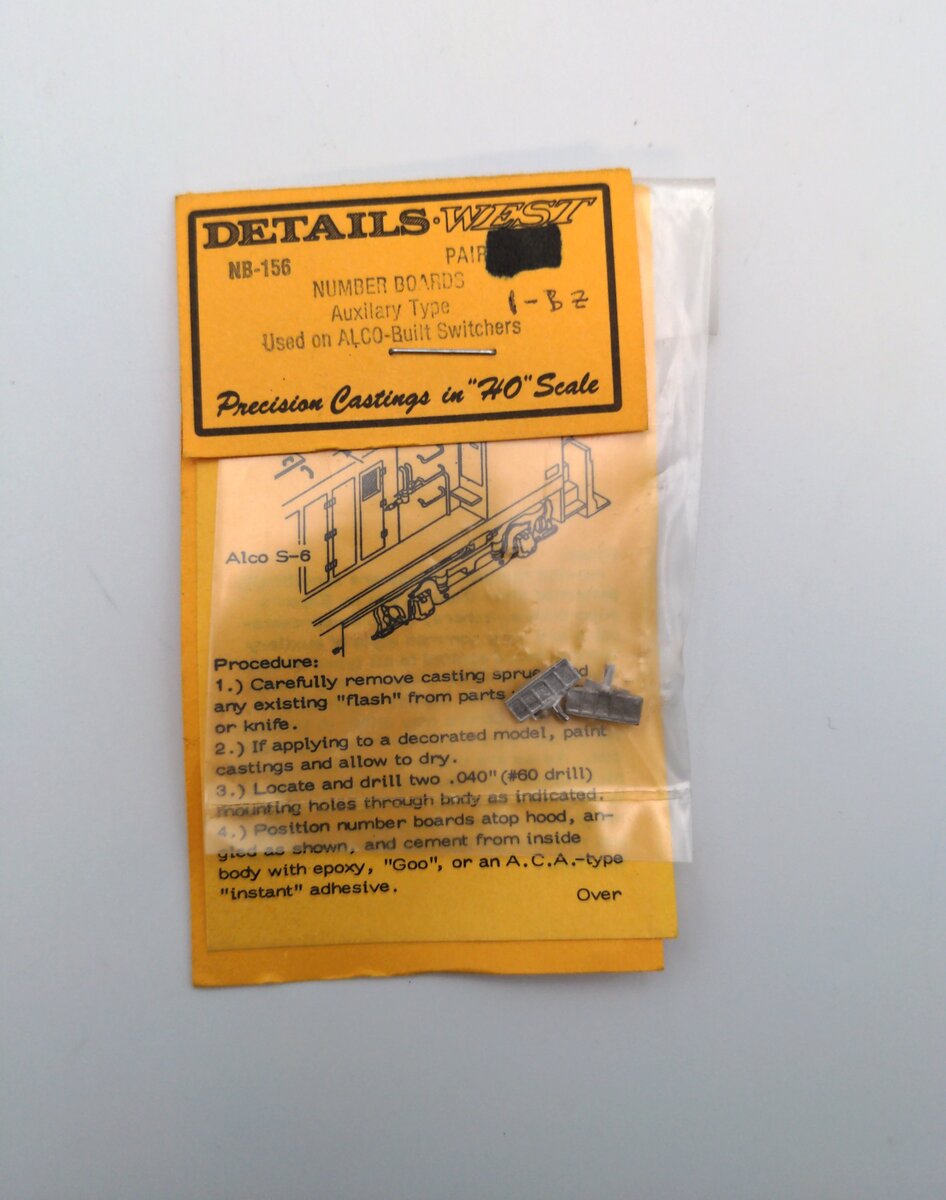 DETAILS·WEST
NB-156 PAIR
NUMBER BOARDS
1-BZ
Auxilary Type
Used on ALCO-Built Switchers
Precision Castings in "HO" Scale
Alco S-6
Procedure:
1.) Carefully remove casting sprue
any existing "flash" from parts
or knife.
2.) If applying to a decorated model, paint
castings and allow to dry.
3.) Locate and drill two .040" (#60 drill)
mounting holes through body as indicated.
4.) Position number boards atop hood, an-
gled as shown, and cement from inside
body with epoxy, "Goo", or an A.C.A.-type
"instant" adhesive.
Over